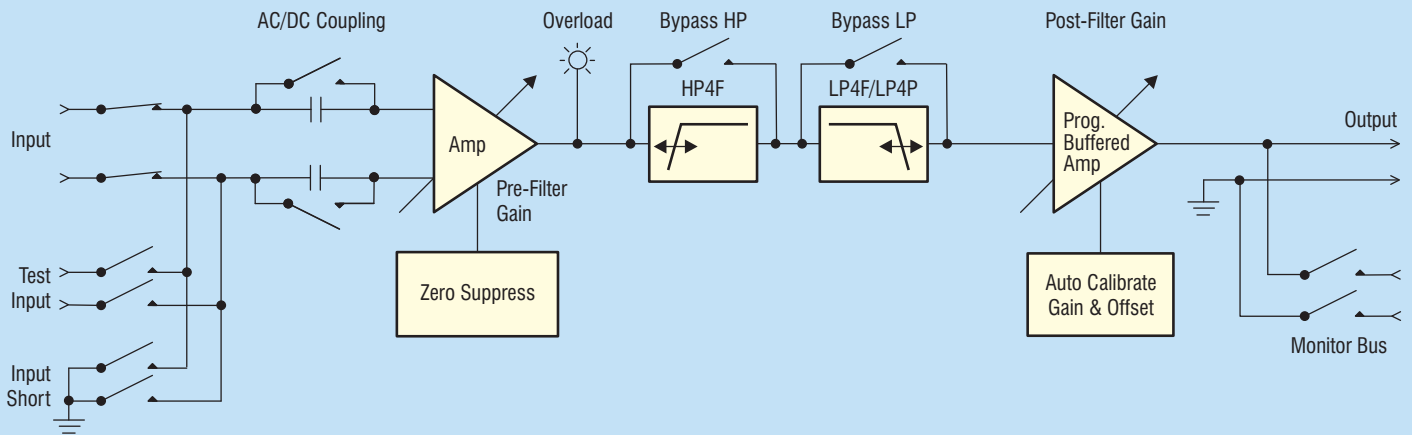 AC/DC Coupling
Overload
Bypass HP
Bypass LP
Post-Filter Gain
HP4F
LP4F/LP4P
Input
Amp
Pre-Filter
Gain
Prog.
Buffered
Amp
Output
Test
Input
Zero Suppress
Auto Calibrate
Gain & Offset
Monitor Bus
Input
Short